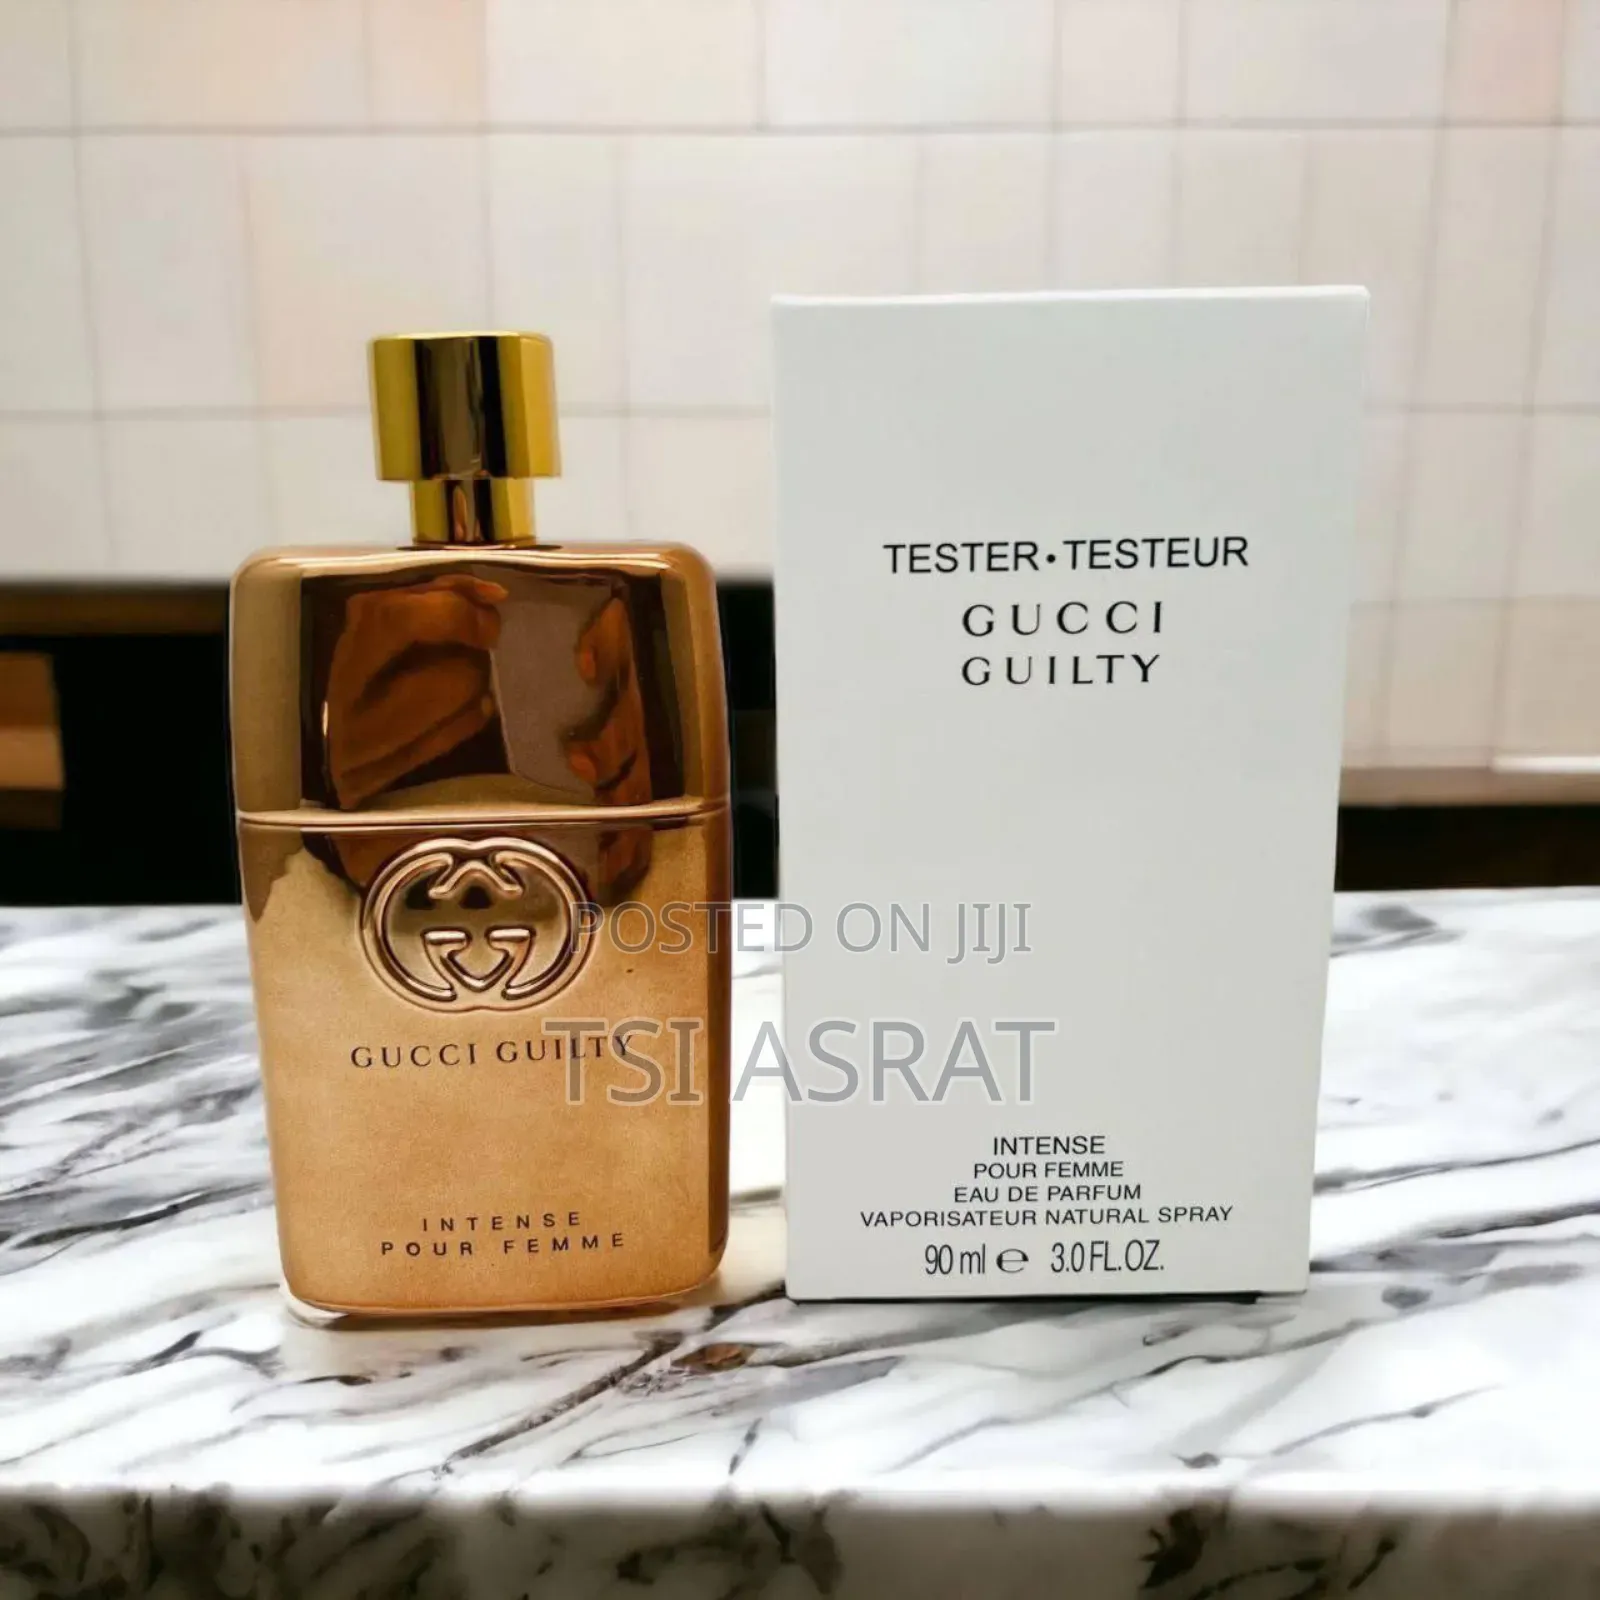 TESTER•TESTEUR
GUCCI
GUILTY
POSTED ON JIJI
TSI ASRAT
GUCCI GUILTY
INTENSE
POUR FEMME
INTENSE
POUR FEMME
EAU DE PARFUM
VAPORISATEUR NATURAL SPRAY
90 ml ℮ 3.0 FL.OZ.